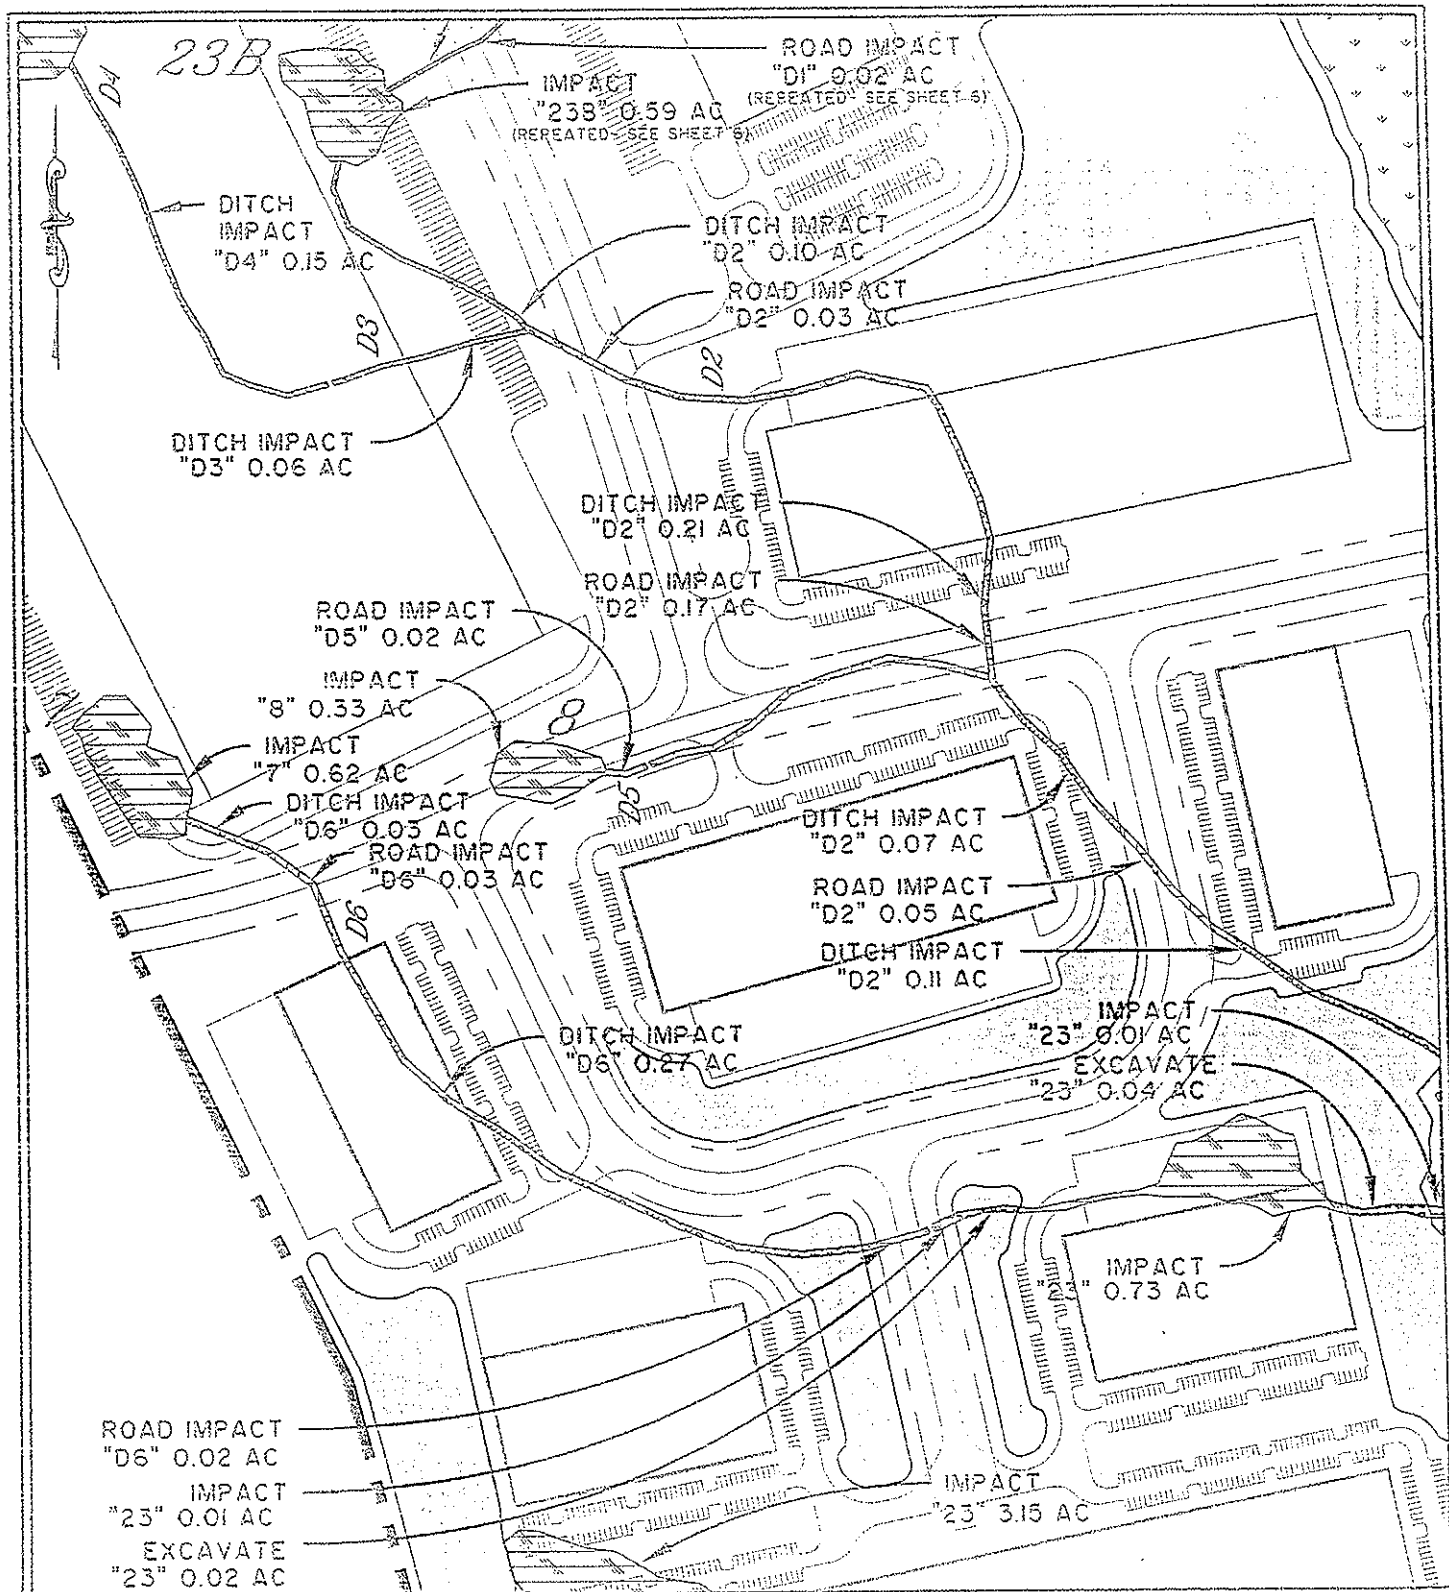 23B
D4
ROAD IMPACT
"D1" 0.02 AC
(REREATED- SEE SHEET 6)
IMPACT
"23B" 0.59 AC
(REREATED- SEE SHEET 6)
DITCH
IMPACT
"D4" 0.15 AC
DITCH IMPACT
"D2" 0.10 AC
ROAD IMPACT
"D2" 0.03 AC
D3
D2
DITCH IMPACT
"D3" 0.06 AC
DITCH IMPACT
"D2" 0.21 AC
ROAD IMPACT
"D2" 0.17 AC
ROAD IMPACT
"D5" 0.02 AC
IMPACT
"8" 0.33 AC
8
7
IMPACT
"7" 0.62 AC
D5
DITCH IMPACT
"D6" 0.03 AC
ROAD IMPACT
"D6" 0.03 AC
D6
DITCH IMPACT
"D2" 0.07 AC
ROAD IMPACT
"D2" 0.05 AC
DITCH IMPACT
"D2" 0.11 AC
IMPACT
"23" 0.01 AC
EXCAVATE
"23" 0.04 AC
DITCH IMPACT
"D6" 0.27 AC
IMPACT
"23" 0.73 AC
ROAD IMPACT
"D6" 0.02 AC
IMPACT
"23" 0.01 AC
EXCAVATE
"23" 0.02 AC
IMPACT
"23" 3.15 AC